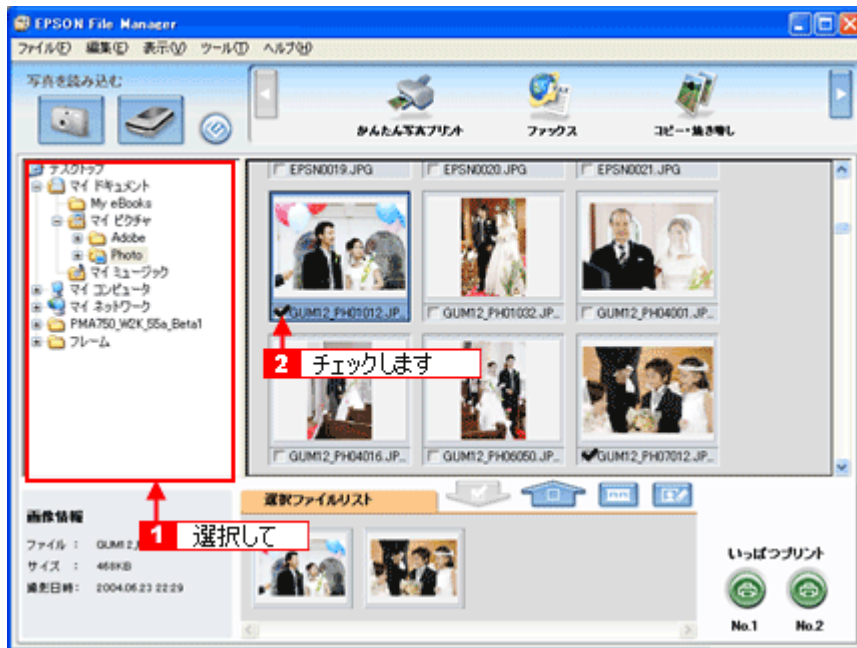 EPSON File Manager
ファイル(F) 編集(E) 表示(V) ツール(T) ヘルプ(H)
写真を読み込む
かんたん写真プリント ファックス コピー・焼き増し
デスクトップ
マイ ドキュメント
My eBooks
マイ ピクチャ
Adobe
Photo
マイ ミュージック
マイ コンピュータ
マイ ネットワーク
PMA750_W2K_55a_Beta1
フレーム
EPSN0019.JPG EPSN0020.JPG EPSN0021.JPG
GUM12_PH01012.JP... GUM12_PH01032.JP... GUM12_PH04001.JP...
2 チェックします
GUM12_PH04016.JP... GUM12_PH06050.JP... GUM12_PH07012.JP...
選択ファイルリスト
1 選択して
画像情報
ファイル : GUM12
サイズ : 468KB
撮影日時: 2004.06.23 22:29
いっぱつプリント
No.1 No.2